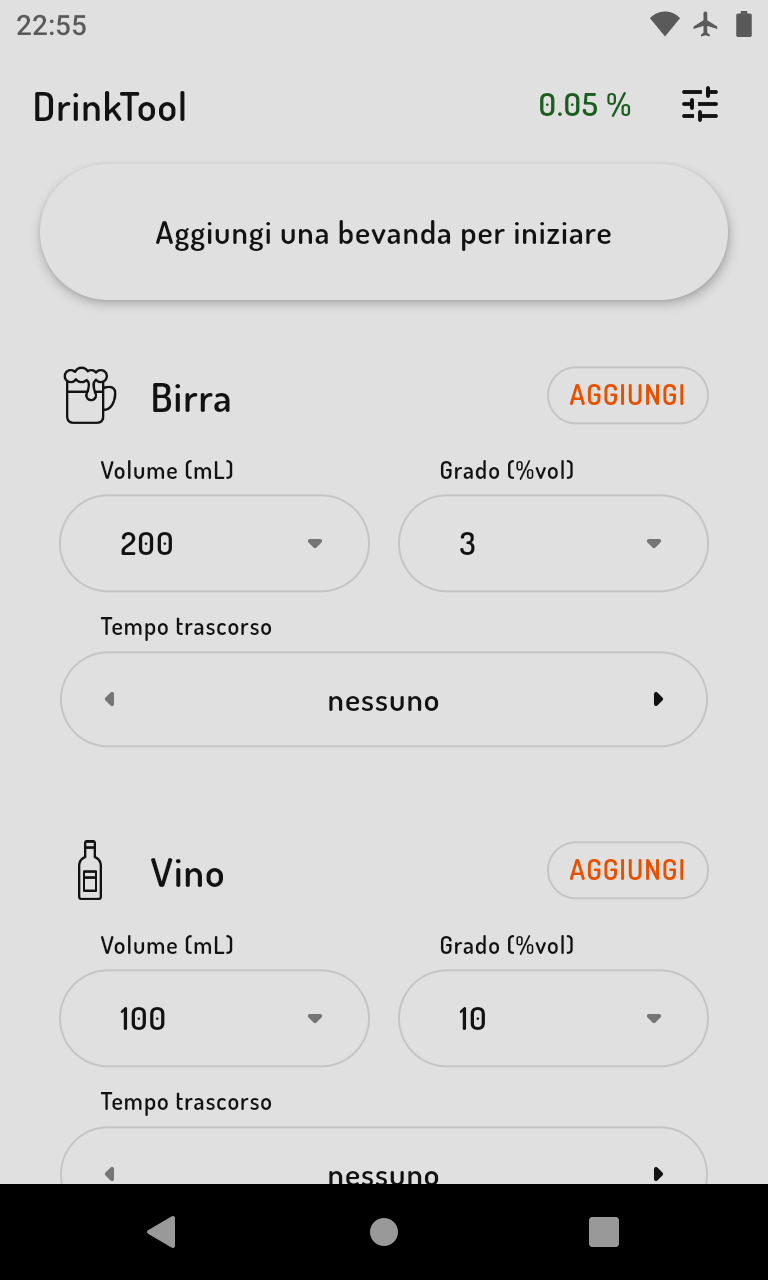 22:55
DrinkTool 0.05 %
Aggiungi una bevanda per iniziare
Birra AGGIUNGI
Volume (mL) Grado (%vol)
200 3
Tempo trascorso
nessuno
Vino AGGIUNGI
Volume (mL) Grado (%vol)
100 10
Tempo trascorso
nessuno